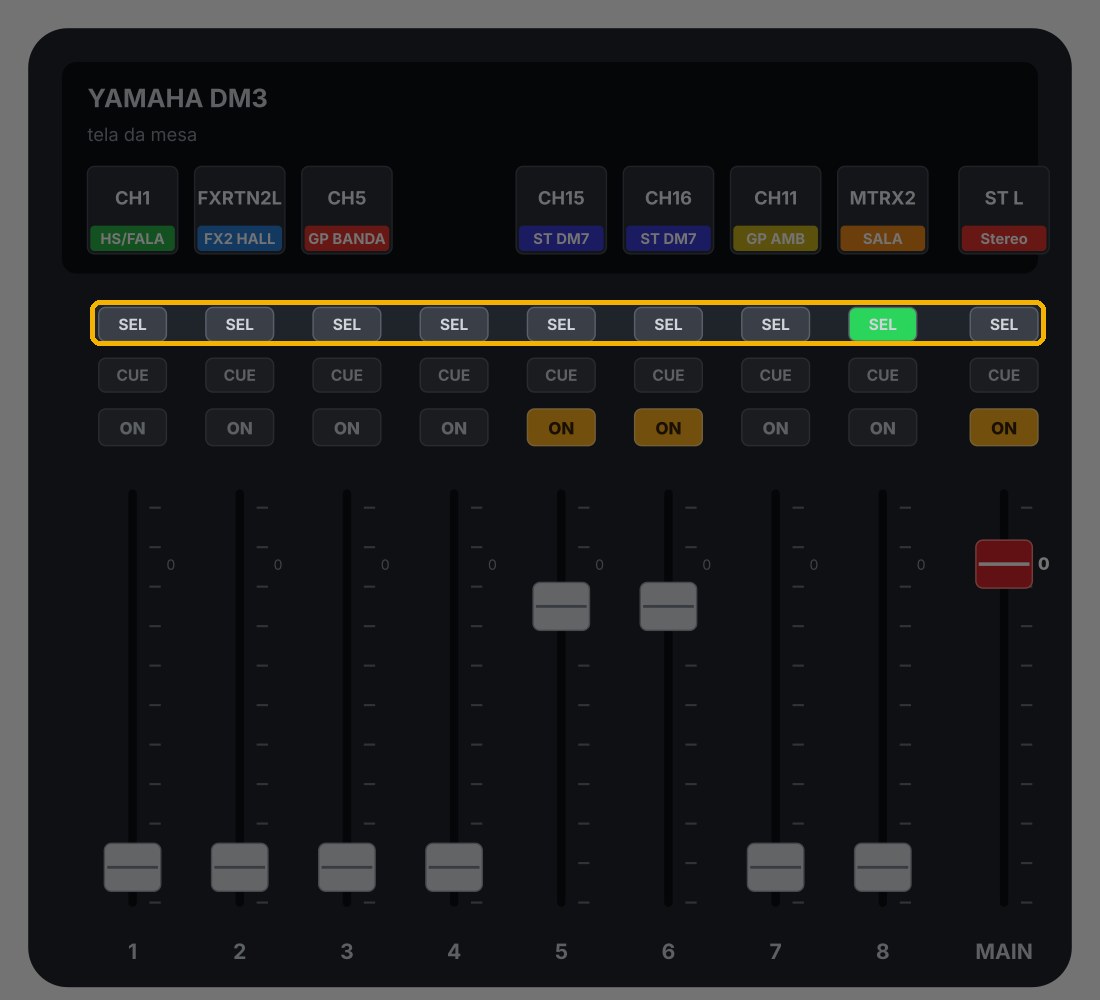 YAMAHA DM3
tela da mesa
CH1 FXRTN2L CH5 CH15 CH16 CH11 MTRX2 ST L
HS/FALA FX2 HALL GP BANDA ST DM7 ST DM7 GP AMB SALA Stereo
SEL SEL SEL SEL SEL SEL SEL SEL SEL
CUE CUE CUE CUE CUE CUE CUE CUE CUE
ON ON ON ON ON ON ON ON ON
0 0 0 0 0 0 0 0 0
1 2 3 4 5 6 7 8 MAIN